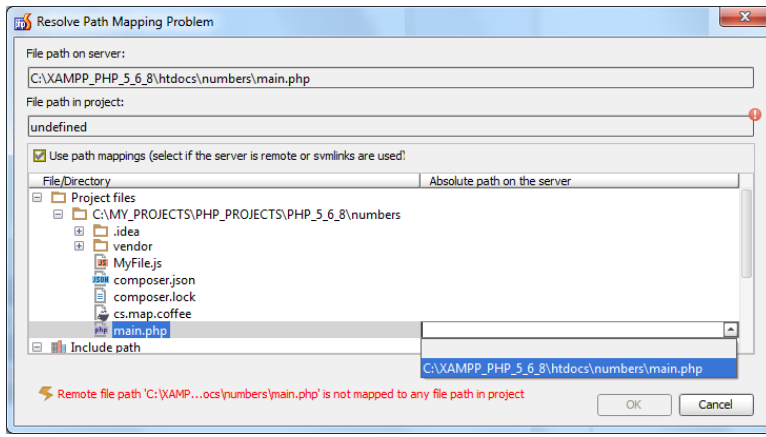 Resolve Path Mapping Problem
File path on server:
C:\XAMPP_PHP_5_6_8\htdocs\numbers\main.php
File path in project:
undefined
Use path mappings (select if the server is remote or symlinks are used)
File/Directory Absolute path on the server
Project files
C:\MY_PROJECTS\PHP_PROJECTS\PHP_5_6_8\numbers
.idea
vendor
MyFile.js
composer.json
composer.lock
cs.map.coffee
main.php
Include path
C:\XAMPP_PHP_5_6_8\htdocs\numbers\main.php
Remote file path 'C:\XAMP...ocs\numbers\main.php' is not mapped to any file path in project
OK Cancel